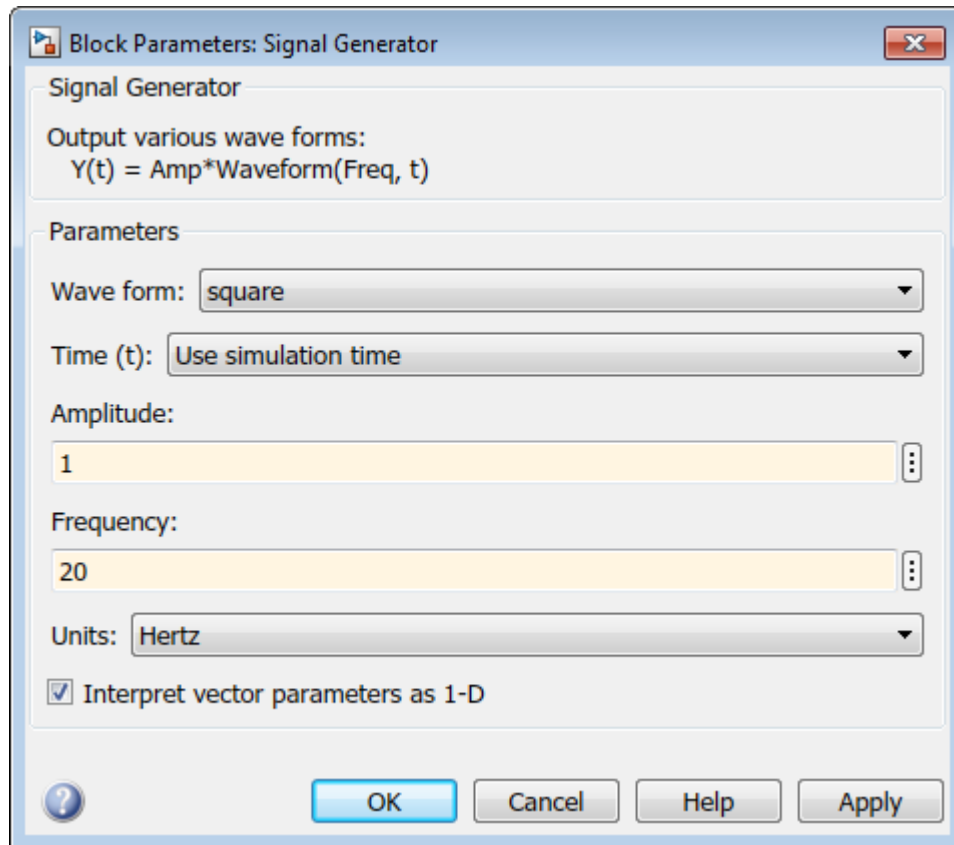 Block Parameters: Signal Generator
Signal Generator
Output various wave forms:
Y(t) = Amp*Waveform(Freq, t)
Parameters
Wave form: square
Time (t): Use simulation time
Amplitude:
1
Frequency:
20
Units: Hertz
Interpret vector parameters as 1-D
? OK Cancel Help Apply